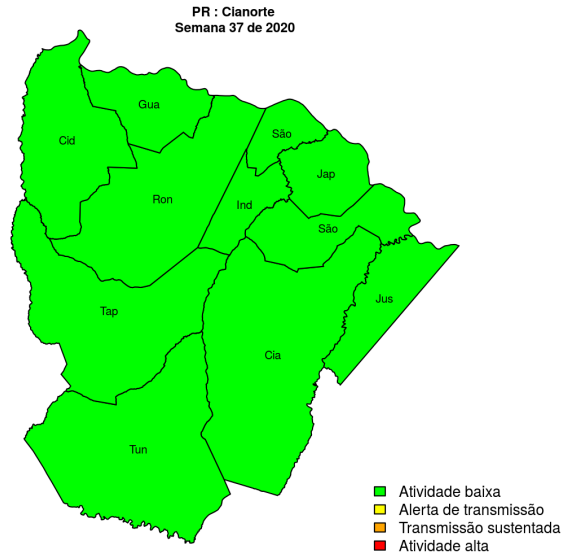 PR : Cianorte
Semana 37 de 2020
Gua
São
Cid
Jap
Ron
Ind
São
Jus
Tap
Cia
Tun
Atividade baixa
Alerta de transmissão
Transmissão sustentada
Atividade alta